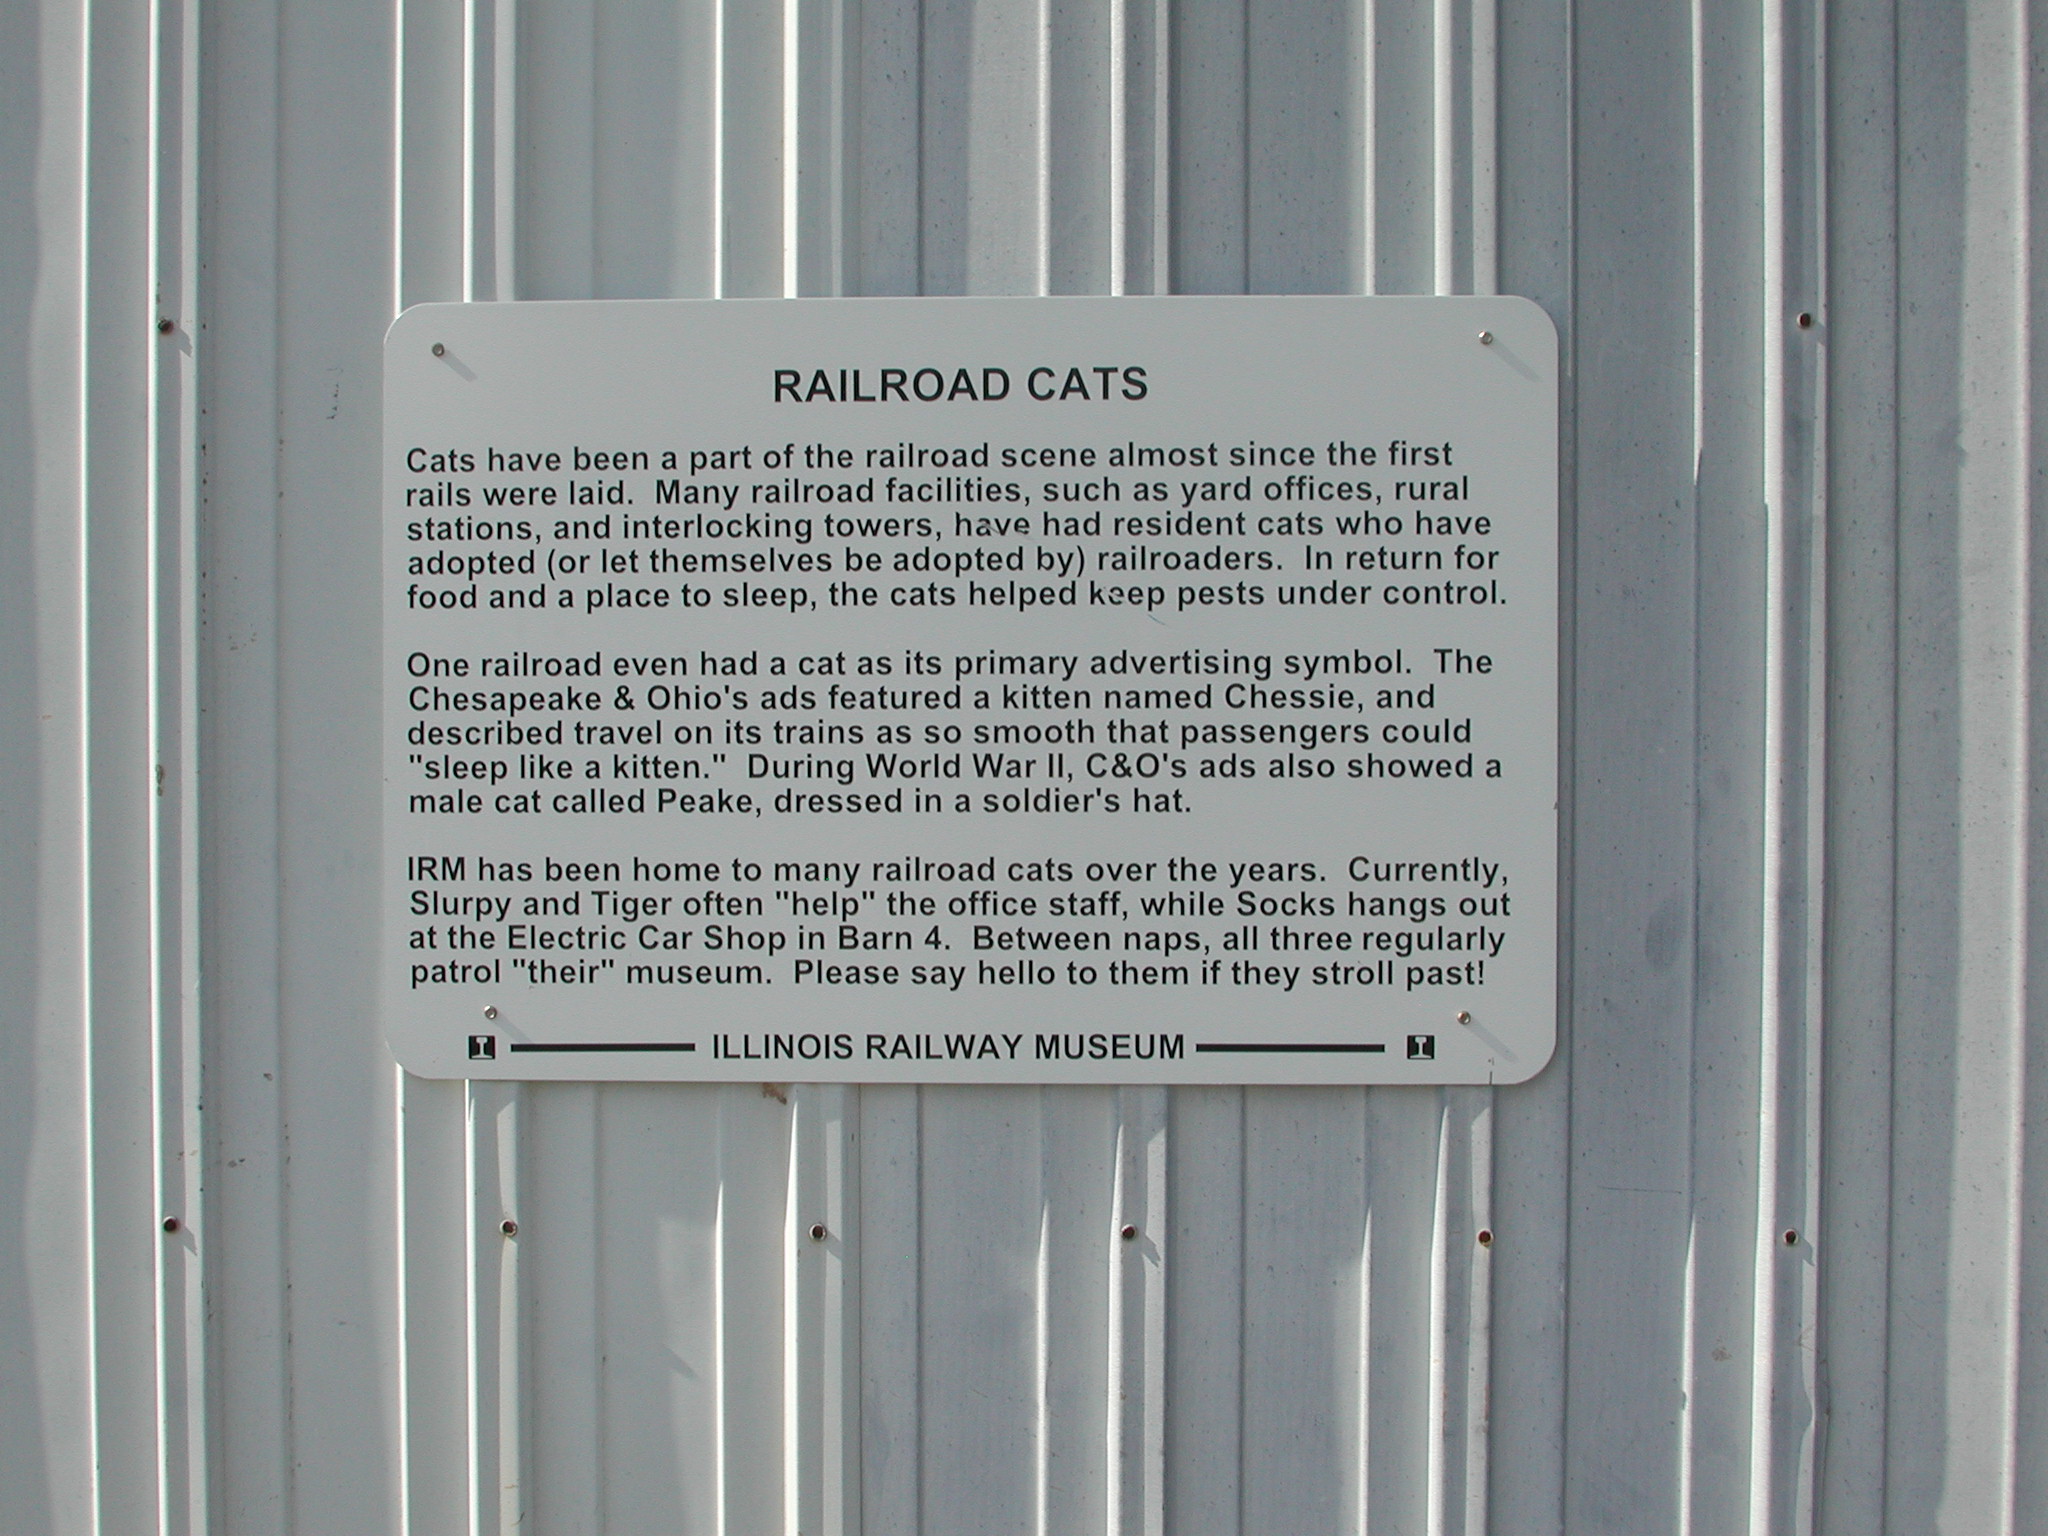 RAILROAD CATS
Cats have been a part of the railroad scene almost since the first
rails were laid.  Many railroad facilities, such as yard offices, rural
stations, and interlocking towers, have had resident cats who have
adopted (or let themselves be adopted by) railroaders.  In return for
food and a place to sleep, the cats helped keep pests under control.
One railroad even had a cat as its primary advertising symbol.  The
Chesapeake & Ohio's ads featured a kitten named Chessie, and
described travel on its trains as so smooth that passengers could
"sleep like a kitten."  During World War II, C&O's ads also showed a
male cat called Peake, dressed in a soldier's hat.
IRM has been home to many railroad cats over the years.  Currently,
Slurpy and Tiger often "help" the office staff, while Socks hangs out
at the Electric Car Shop in Barn 4.  Between naps, all three regularly
patrol "their" museum.  Please say hello to them if they stroll past!
ILLINOIS RAILWAY MUSEUM